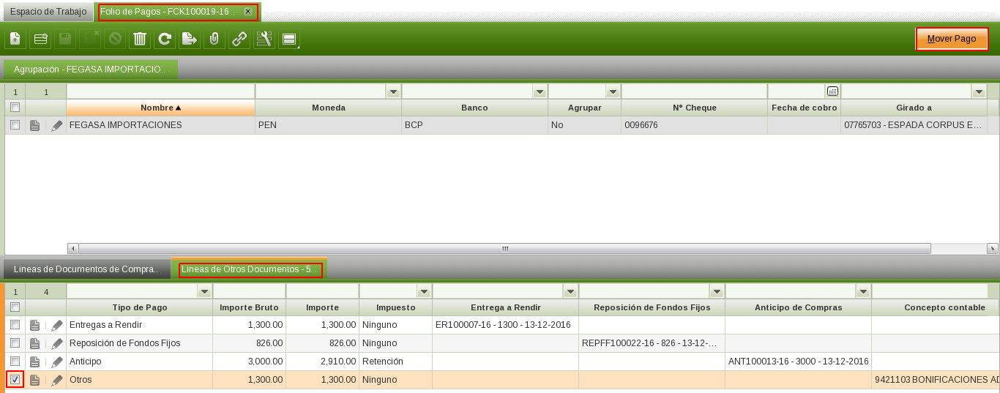 Espacio de Trabajo Folio de Pagos - FCK100019-16 ...
Mover Pago
Agrupación - FEGASA IMPORTACIO...
1 1
Nombre Moneda Banco Agrupar N° Cheque Fecha de cobro Girado a
FEGASA IMPORTACIONES PEN BCP No 0096676 07765703 - ESPADA CORPUS E...
Lineas de Documentos de Compra... Lineas de Otros Documentos - 5...
1 4
Tipo de Pago Importe Bruto Importe Impuesto Entrega a Rendir Reposición de Fondos Fijos Anticipo de Compras Concepto contable
Entregas a Rendir 1,300.00 1,300.00 Ninguno ER100007-16 - 1300 - 13-12-2016
Reposición de Fondos Fijos 826.00 826.00 Ninguno REPFF100022-16 - 826 - 13-12-...
Anticipo 3,000.00 2,910.00 Retención ANT100013-16 - 3000 - 13-12-2016
Otros 1,300.00 1,300.00 Ninguno 9421103 BONIFICACIONES AD